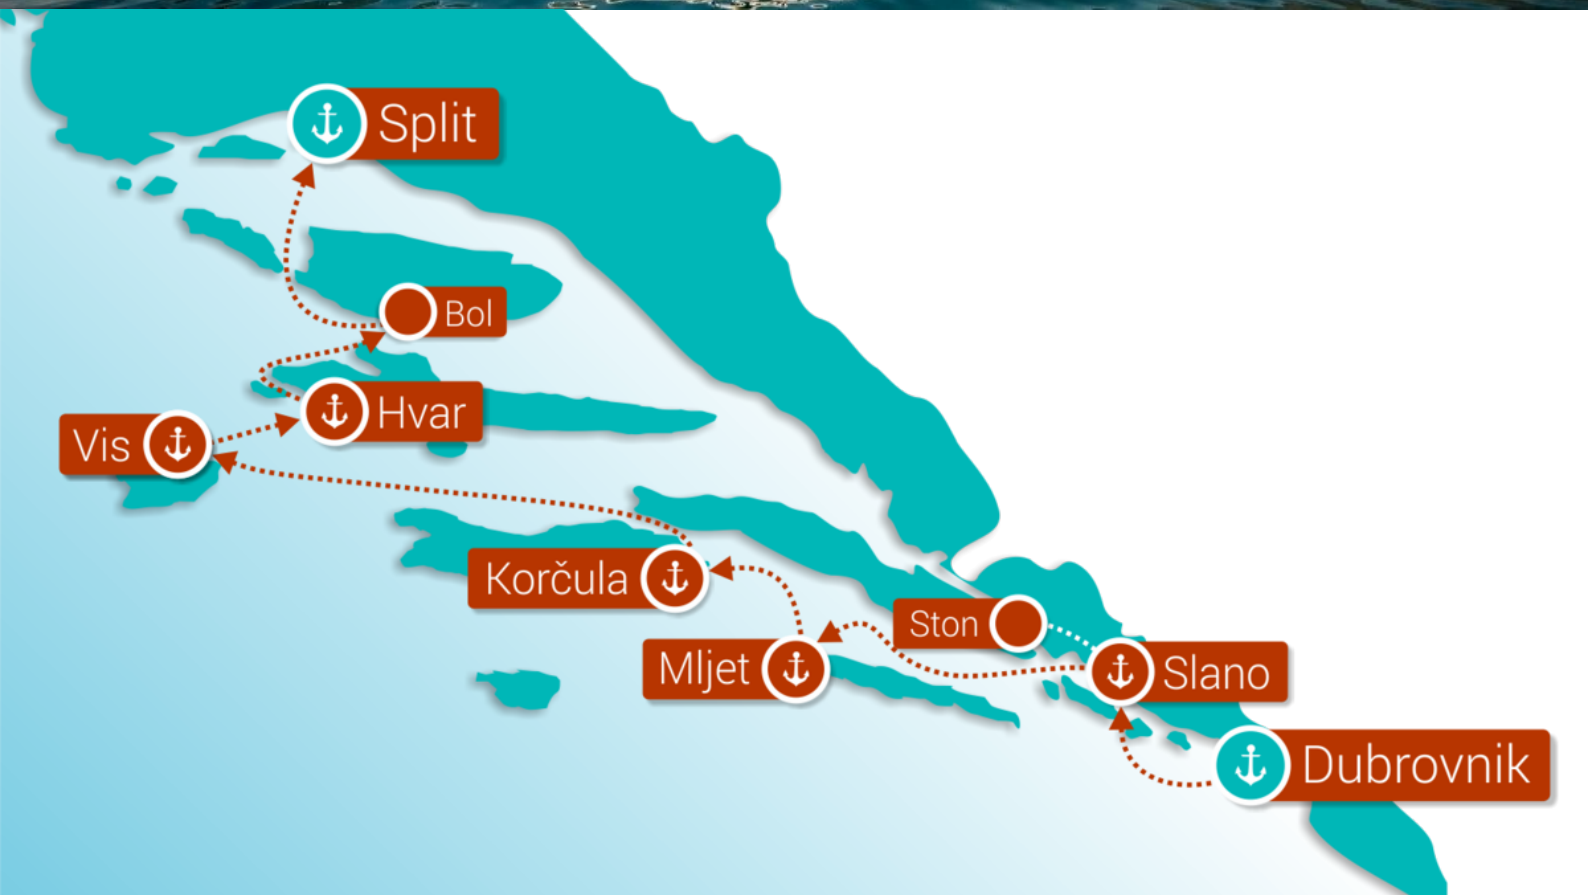 Split
Bol
Hvar
Vis
Korčula
Ston
Mljet
Slano
Dubrovnik